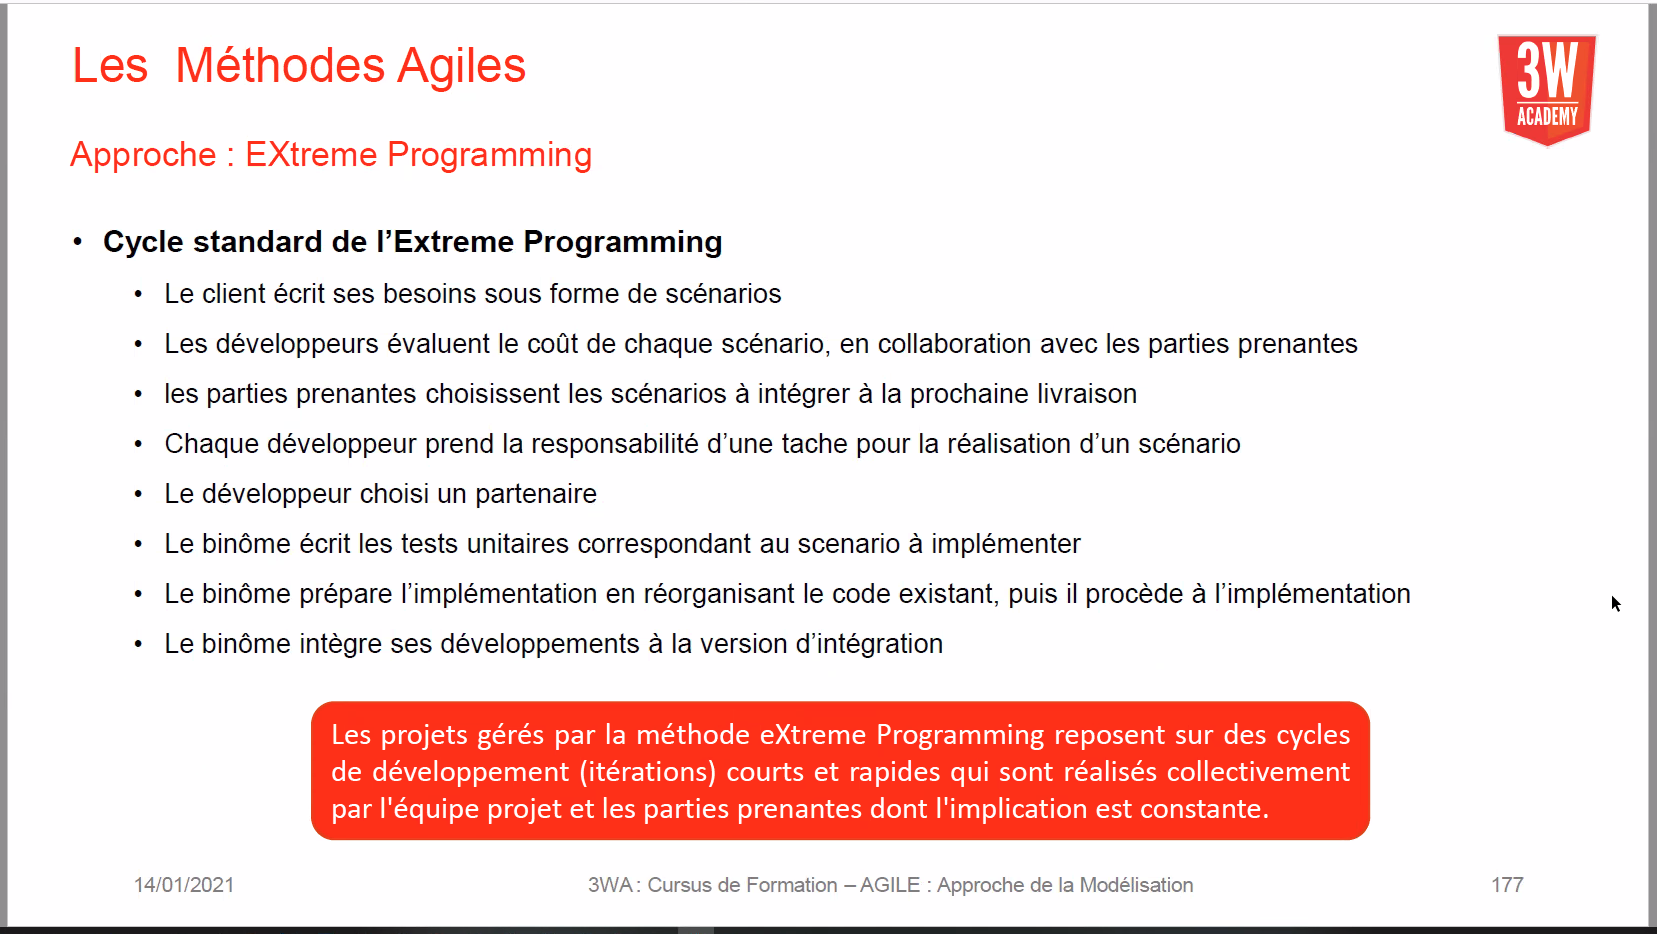 Les  Méthodes Agiles
3W
ACADEMY
Approche : EXtreme Programming
• Cycle standard de l’Extreme Programming
• Le client écrit ses besoins sous forme de scénarios
• Les développeurs évaluent le coût de chaque scénario, en collaboration avec les parties prenantes
• les parties prenantes choisissent les scénarios à intégrer à la prochaine livraison
• Chaque développeur prend la responsabilité d’une tache pour la réalisation d’un scénario
• Le développeur choisi un partenaire
• Le binôme écrit les tests unitaires correspondant au scenario à implémenter
• Le binôme prépare l’implémentation en réorganisant le code existant, puis il procède à l’implémentation
• Le binôme intègre ses développements à la version d’intégration
Les projets gérés par la méthode eXtreme Programming reposent sur des cycles
de développement (itérations) courts et rapides qui sont réalisés collectivement
par l'équipe projet et les parties prenantes dont l'implication est constante.
14/01/2021
3WA : Cursus de Formation – AGILE : Approche de la Modélisation
177